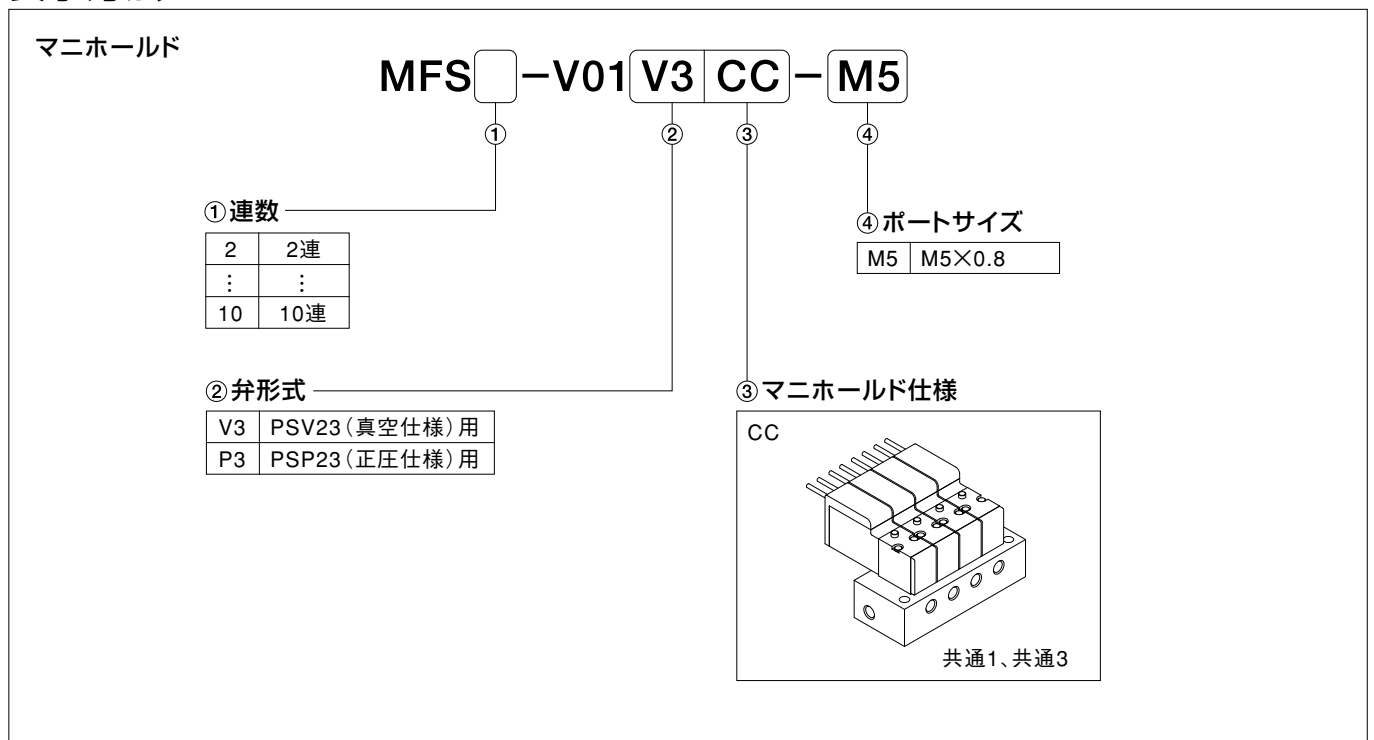 マニホールド
MFS□－V01 V3 CC－M5
① ② ③ ④
①連数
2 2連
⋮ ⋮
10 10連
④ポートサイズ
M5 M5×0.8
②弁形式
V3 PSV23（真空仕様）用
P3 PSP23（正圧仕様）用
③マニホールド仕様
CC
共通1、共通3